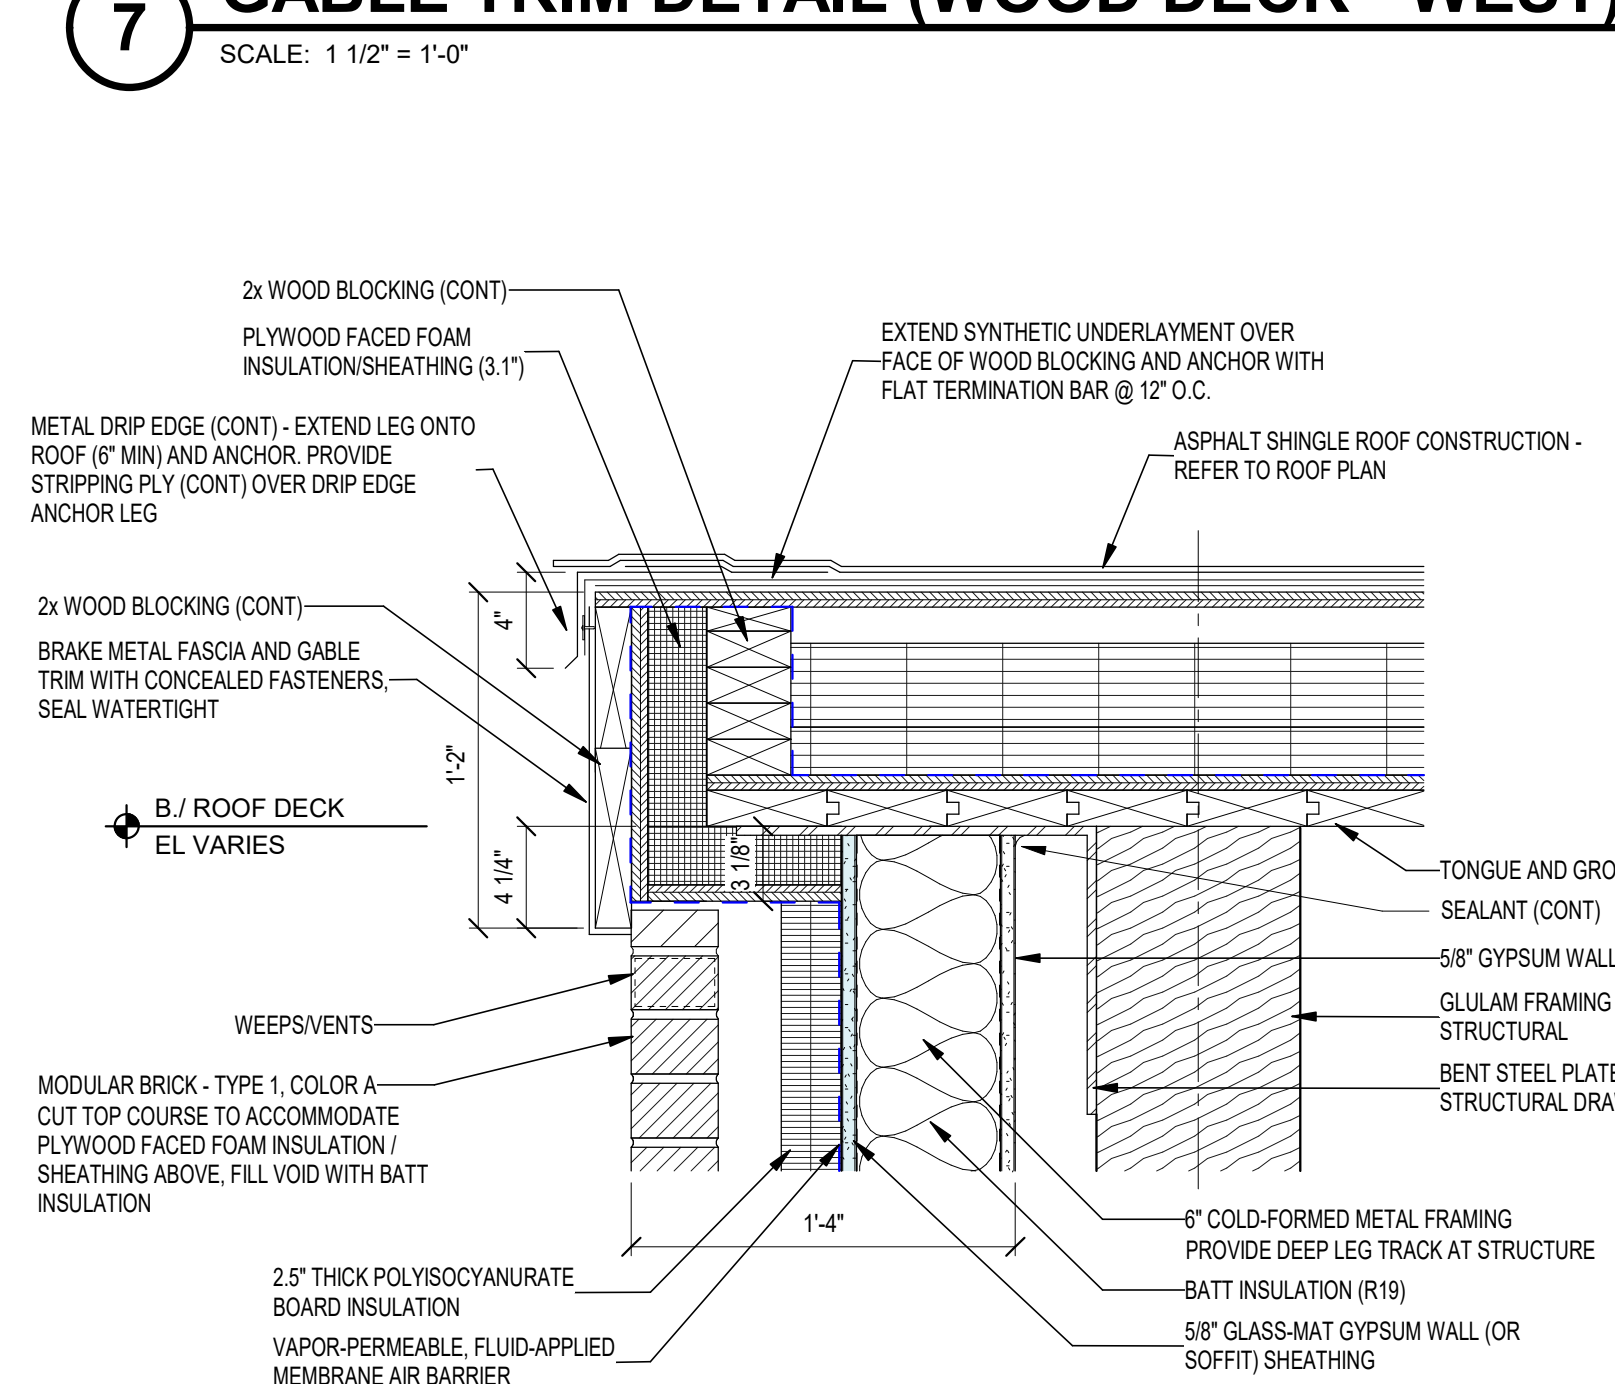 7
GABLE TRIM DETAIL (WOOD DECK - WEST)
SCALE: 1 1/2" = 1'-0"
2x WOOD BLOCKING (CONT)
PLYWOOD FACED FOAM
INSULATION/SHEATHING (3.1")
EXTEND SYNTHETIC UNDERLAYMENT OVER
FACE OF WOOD BLOCKING AND ANCHOR WITH
FLAT TERMINATION BAR @ 12" O.C.
METAL DRIP EDGE (CONT) - EXTEND LEG ONTO
ROOF (6" MIN) AND ANCHOR. PROVIDE
STRIPPING PLY (CONT) OVER DRIP EDGE
ANCHOR LEG
ASPHALT SHINGLE ROOF CONSTRUCTION -
REFER TO ROOF PLAN
2x WOOD BLOCKING (CONT)
BRAKE METAL FASCIA AND GABLE
TRIM WITH CONCEALED FASTENERS,
SEAL WATERTIGHT
4"
1'-2"
B./ ROOF DECK
EL VARIES
4 1/4"
3 1/8"
TONGUE AND GRO
SEALANT (CONT)
5/8" GYPSUM WALL
GLULAM FRAMING
STRUCTURAL
BENT STEEL PLATE
STRUCTURAL DRA
WEEPS/VENTS
MODULAR BRICK - TYPE 1, COLOR A
CUT TOP COURSE TO ACCOMMODATE
PLYWOOD FACED FOAM INSULATION /
SHEATHING ABOVE, FILL VOID WITH BATT
INSULATION
1'-4"
6" COLD-FORMED METAL FRAMING
PROVIDE DEEP LEG TRACK AT STRUCTURE
BATT INSULATION (R19)
5/8" GLASS-MAT GYPSUM WALL (OR
SOFFIT) SHEATHING
2.5" THICK POLYISOCYANURATE
BOARD INSULATION
VAPOR-PERMEABLE, FLUID-APPLIED
MEMBRANE AIR BARRIER